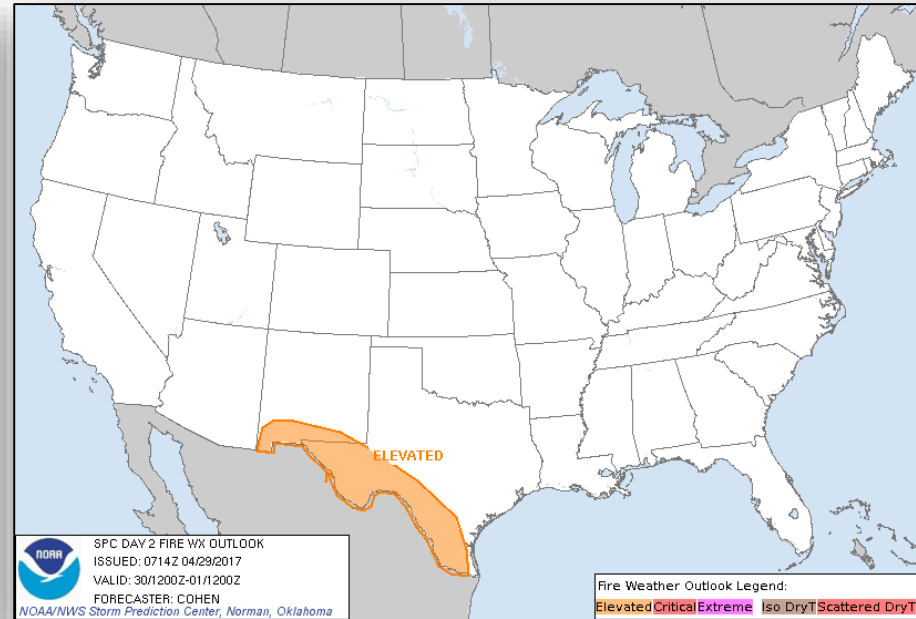 ELEVATED
NOAA
SPC DAY 2 FIRE WX OUTLOOK
ISSUED: 0714Z 04/29/2017
VALID: 30/1200Z-01/1200Z
FORECASTER: COHEN
NOAA/NWS Storm Prediction Center, Norman, Oklahoma
Fire Weather Outlook Legend:
Elevated Critical Extreme Iso DryT Scattered DryT